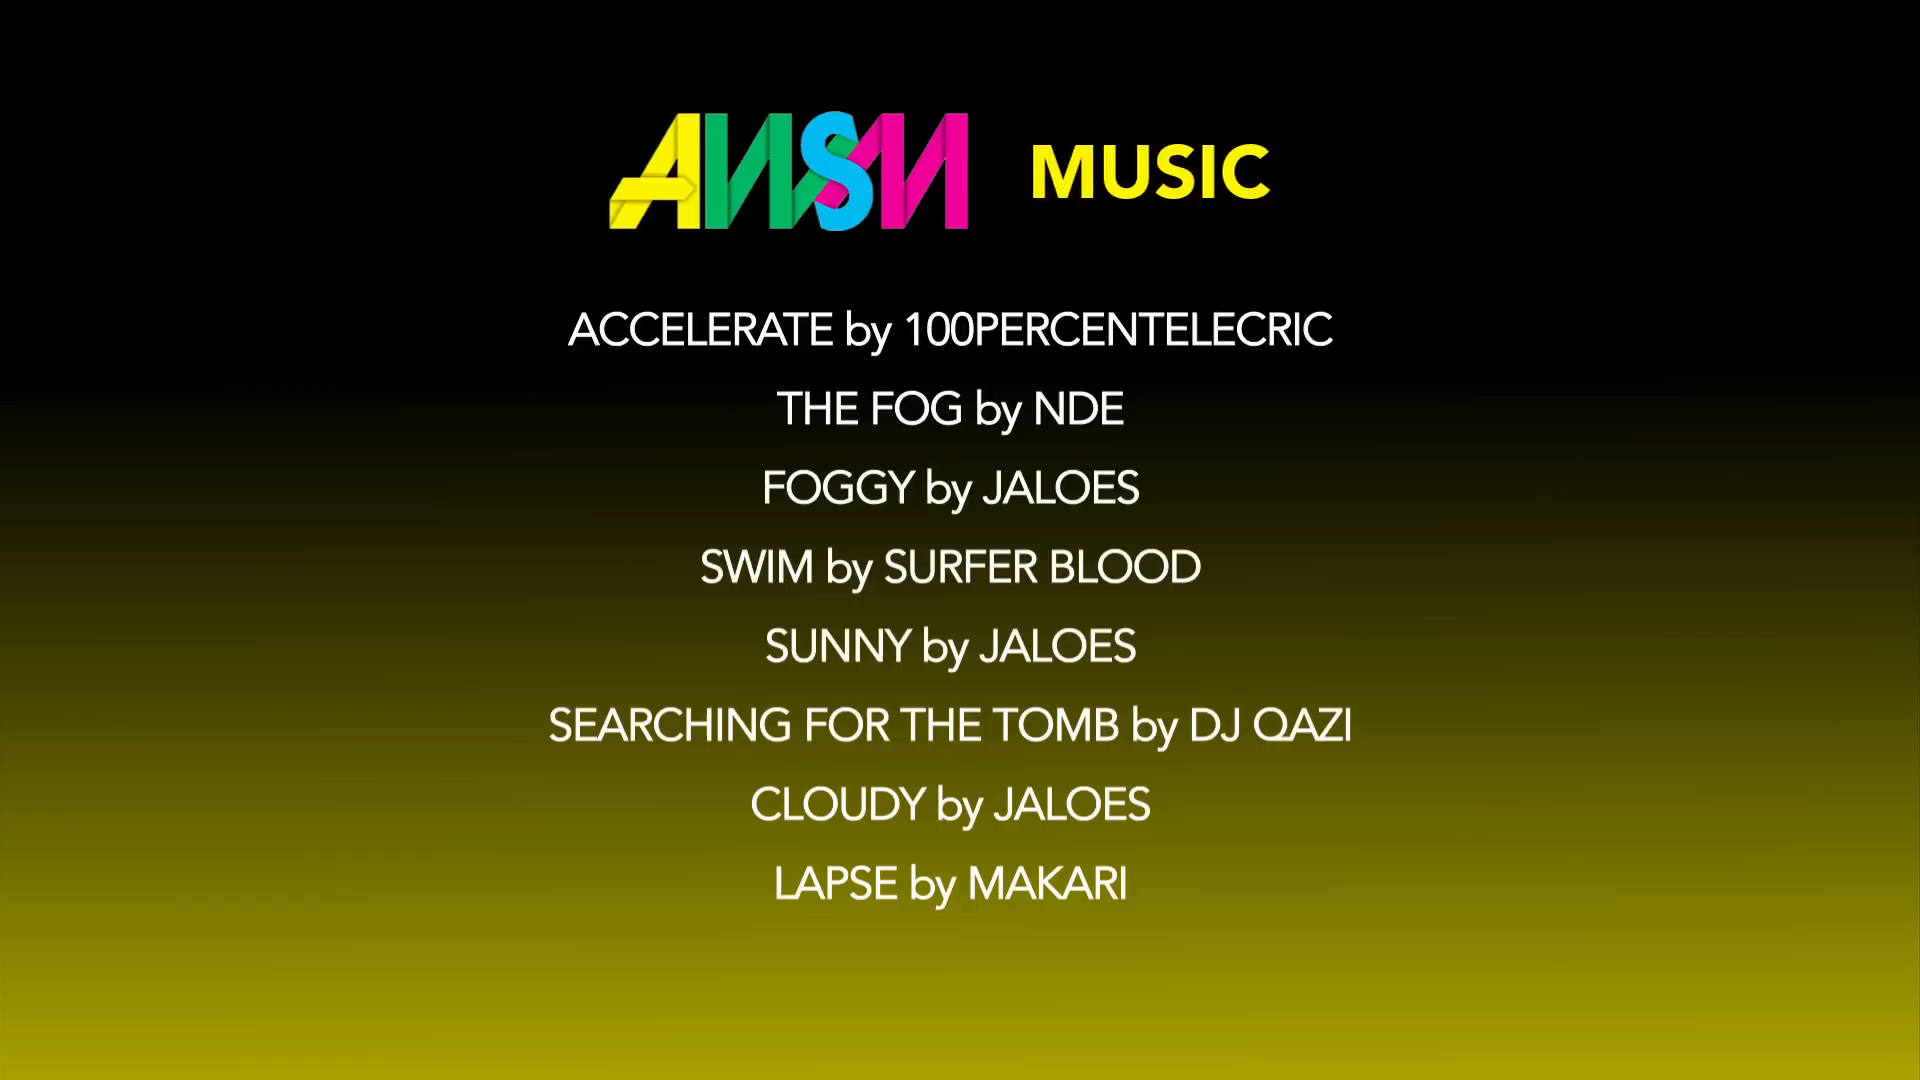 AWSM MUSIC
ACCELERATE by 100PERCENTELECRIC
THE FOG by NDE
FOGGY by JALOES
SWIM by SURFER BLOOD
SUNNY by JALOES
SEARCHING FOR THE TOMB by DJ QAZI
CLOUDY by JALOES
LAPSE by MAKARI